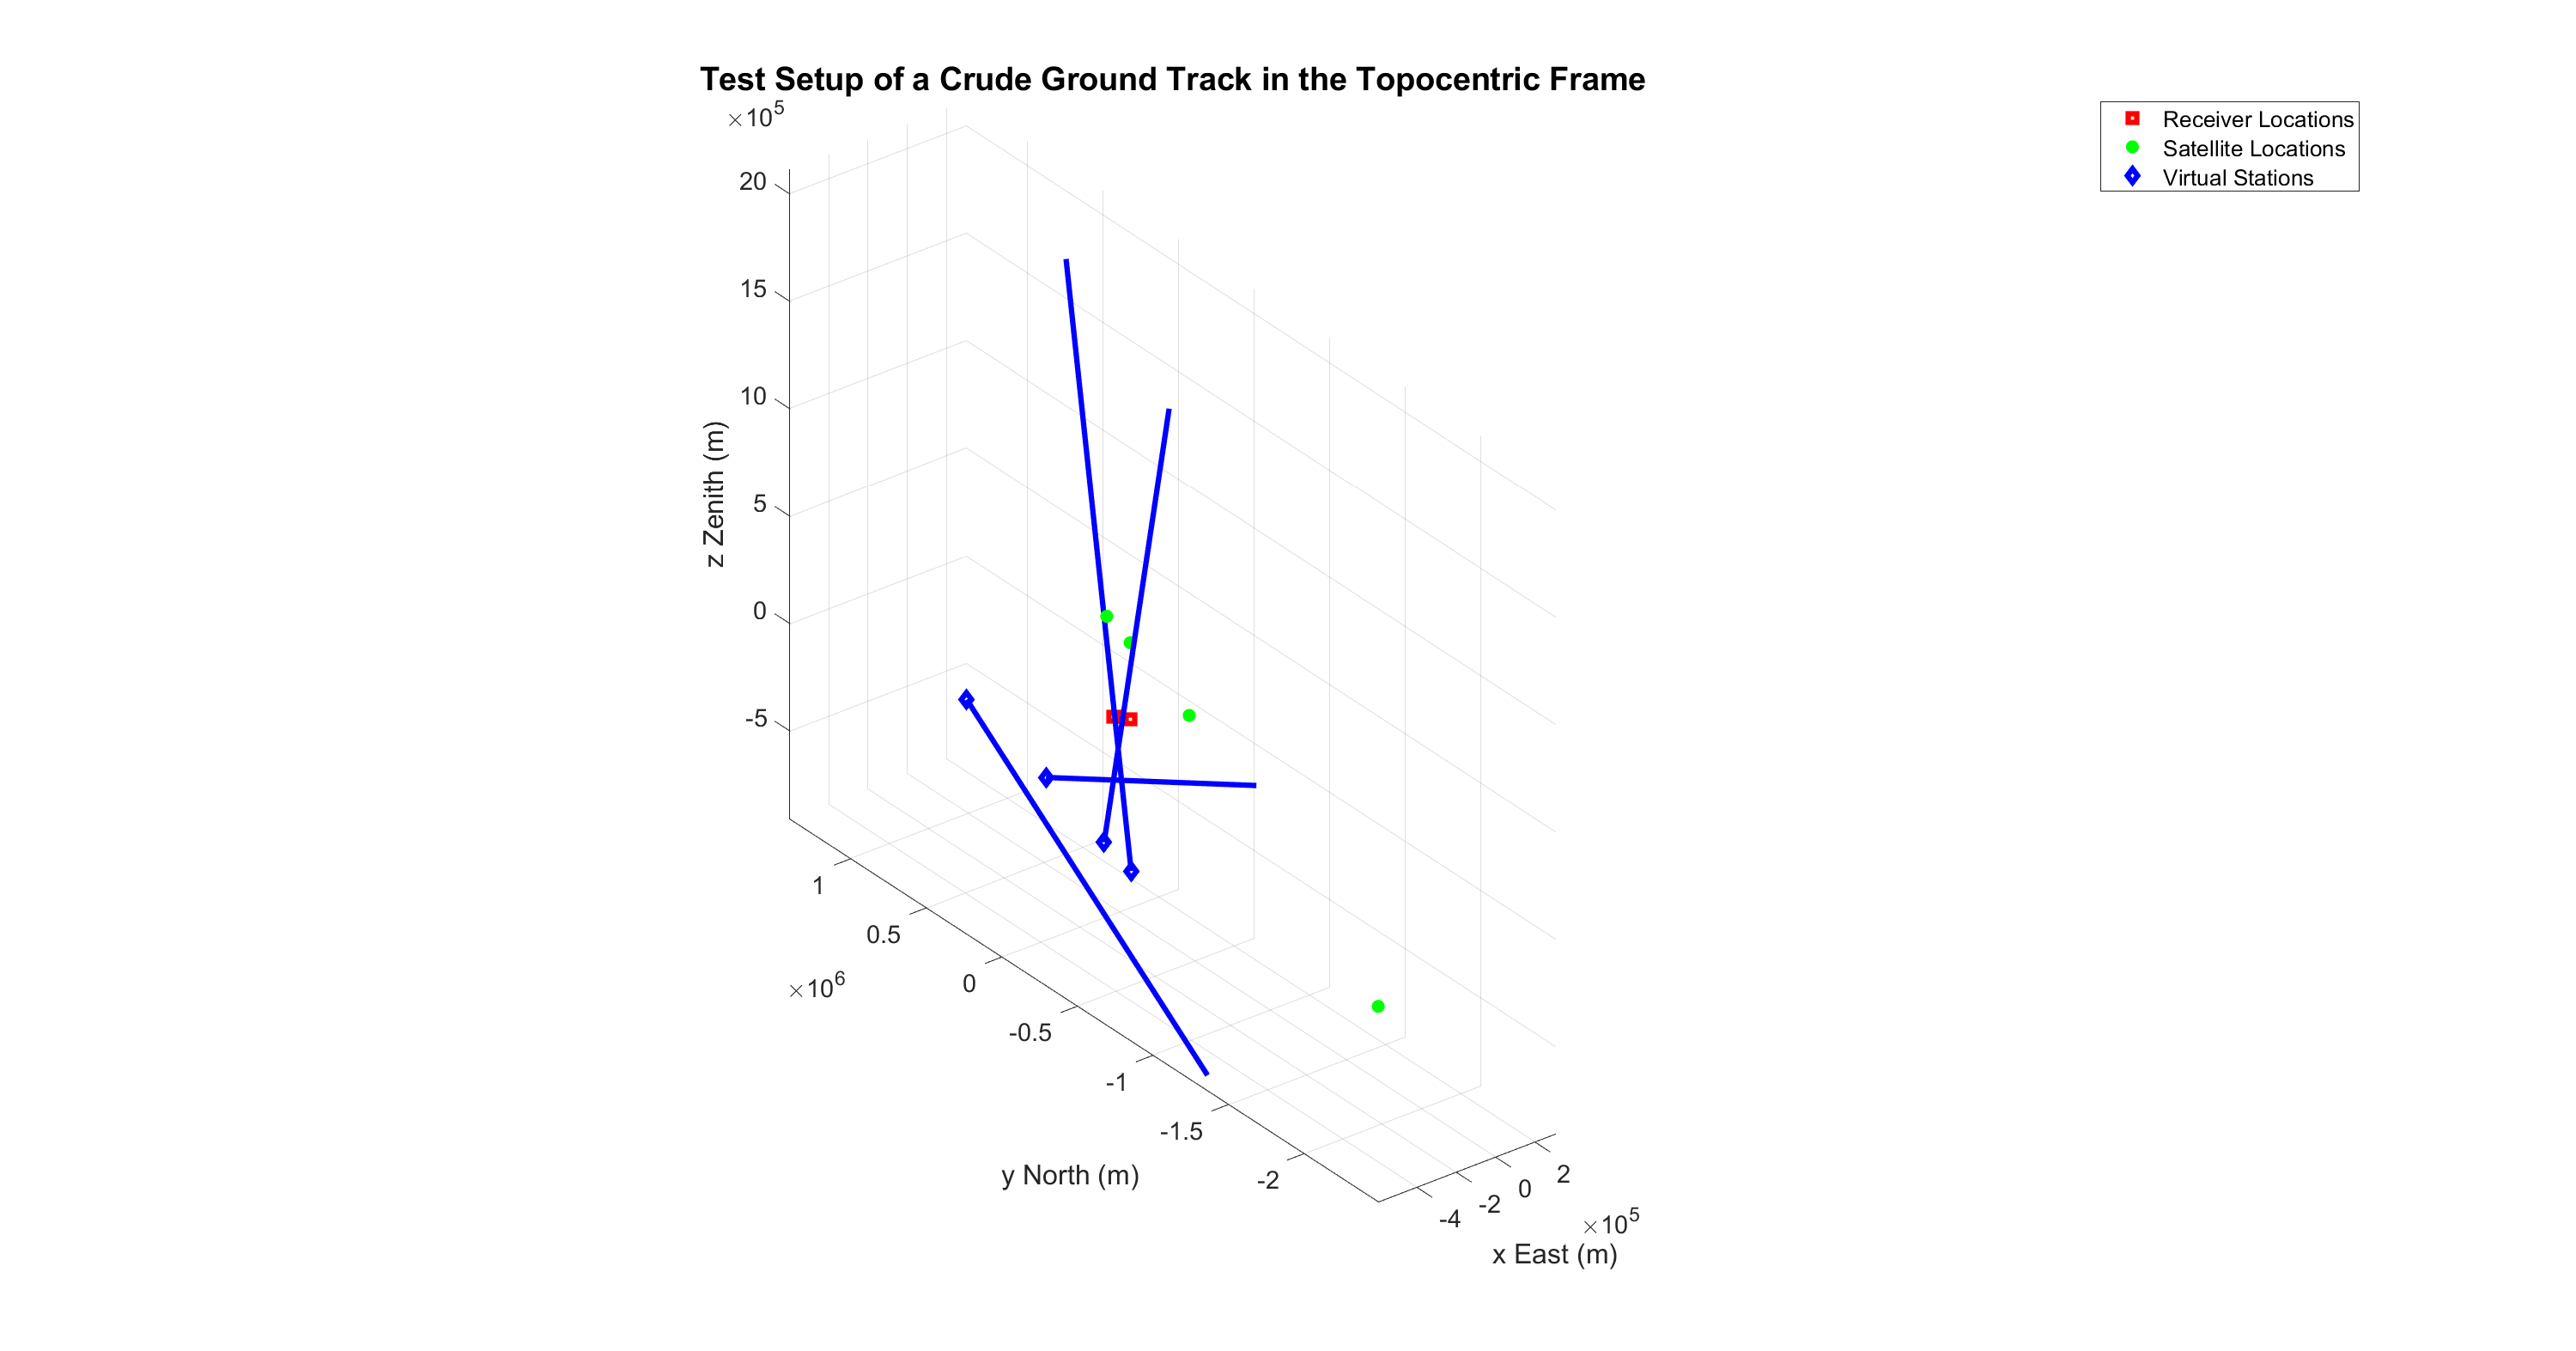 Test Setup of a Crude Ground Track in the Topocentric Frame
×10^5
Receiver Locations
Satellite Locations
Virtual Stations
20
15
10
5
0
-5
z Zenith (m)
1
0.5
0
-0.5
-1
-1.5
-2
×10^6
y North (m)
-4
-2
0
2
×10^5
x East (m)